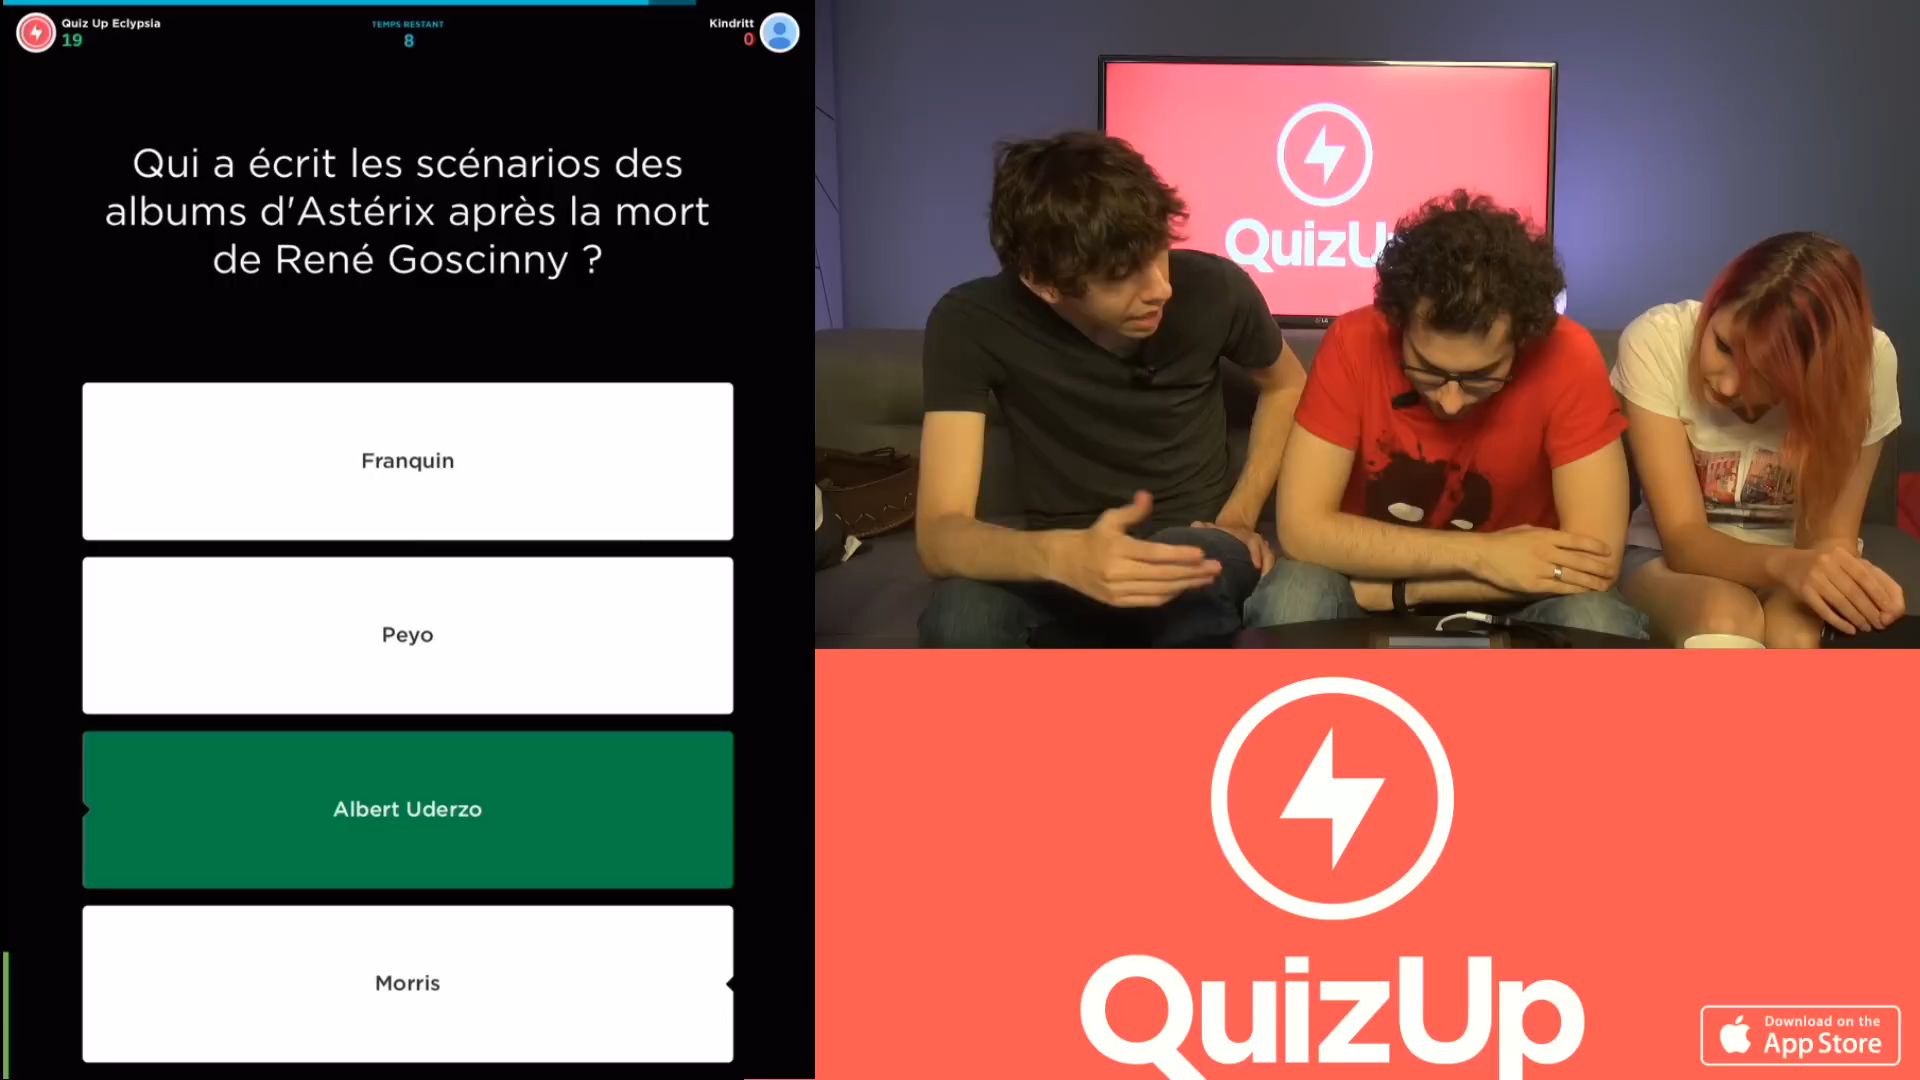 Quiz Up Eclypsia
19
TEMPS RESTANT
8
Kindritt
0
Qui a écrit les scénarios des
albums d'Astérix après la mort
de René Goscinny ?
Franquin
Peyo
Albert Uderzo
Morris
QuizU
QuizUp
Download on the
App Store